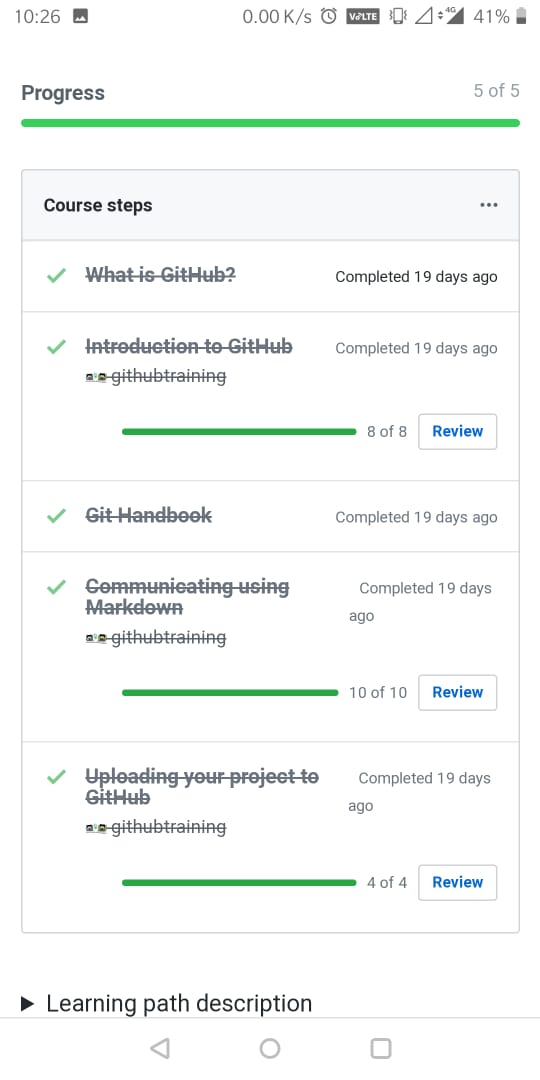 10:26 0.00 K/s VoLTE 4G 41%
Progress 5 of 5
Course steps ...
What is GitHub? Completed 19 days ago
Introduction to GitHub Completed 19 days ago
githubtraining
8 of 8 Review
Git Handbook Completed 19 days ago
Communicating using Completed 19 days
Markdown ago
githubtraining
10 of 10 Review
Uploading your project to Completed 19 days
GitHub ago
githubtraining
4 of 4 Review
Learning path description